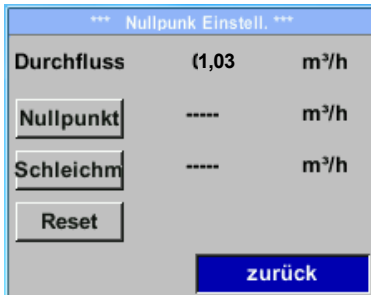 *** Nullpunk Einstell. ***
Durchfluss (1,03 m³/h
Nullpunkt ----- m³/h
Schleichm ----- m³/h
Reset
zurück